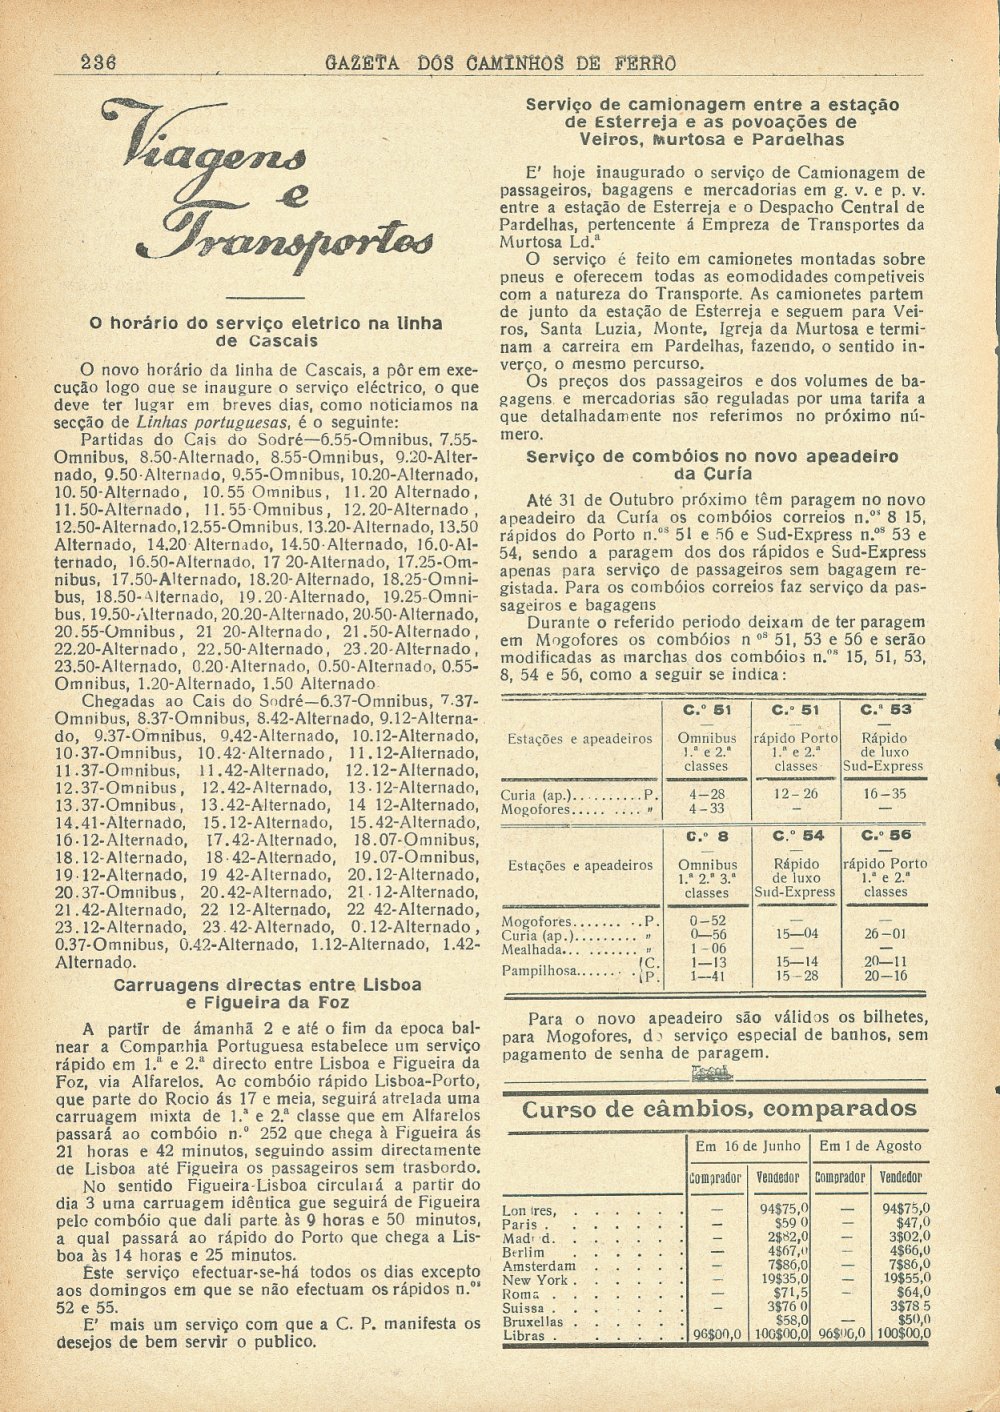 236
GAZETA DOS CAMINHOS DE FERRO
Viagens
e
Transportes
O horário do serviço eletrico na linha
de Cascais
O novo horário da linha de Cascais, a pôr em exe-
cução logo que se inaugure o serviço eléctrico, o que
deve ter lugar em breves dias, como noticiamos na
secção de Linhas portuguesas, é o seguinte:
Partidas do Cais do Sodré—6.55-Omnibus, 7.55-
Omnibus, 8.50-Alternado, 8.55-Omnibus, 9.20-Alter-
nado, 9.50-Alternado, 9.55-Omnibus, 10.20-Alternado,
10.50-Alternado, 10.55 Omnibus, 11.20 Alternado,
11.50-Alternado, 11.55-Omnibus, 12.20-Alternado,
12.50-Alternado,12.55-Omnibus, 13.20-Alternado, 13.50
Alternado, 14.20 Alternado, 14.50-Alternado, 16.0-Al-
ternado, 16.50-Alternado, 17 20-Alternado, 17.25-Om-
nibus, 17.50-Alternado, 18.20-Alternado, 18.25-Omni-
bus, 18.50-Alternado, 19.20-Alternado, 19.25-Omni-
bus, 19.50-Alternado, 20.20-Alternado, 20.50-Alternado,
20.55-Omnibus, 21 20-Alternado, 21.50-Alternado,
22.20-Alternado, 22.50-Alternado, 23.20-Alternado,
23.50-Alternado, 0.20-Alternado, 0.50-Alternado, 0.55-
Omnibus, 1.20-Alternado, 1.50 Alternado
Chegadas ao Cais do Sodré—6.37-Omnibus, 7.37-
Omnibus, 8.37-Omnibus, 8.42-Alternado, 9.12-Alterna-
do, 9.37-Omnibus, 9.42-Alternado, 10.12-Alternado,
10.37-Omnibus, 10.42-Alternado, 11.12-Alternado,
11.37-Omnibus, 11.42-Alternado, 12.12-Alternado,
12.37-Omnibus, 12.42-Alternado, 13.12-Alternado,
13.37-Omnibus, 13.42-Alternado, 14 12-Alternado,
14.41-Alternado, 15.12-Alternado, 15.42-Alternado,
16.12-Alternado, 17.42-Alternado, 18.07-Omnibus,
18.12-Alternado, 18.42-Alternado, 19.07-Omnibus,
19 12-Alternado, 19 42-Alternado, 20.12-Alternado,
20.37-Omnibus, 20.42-Alternado, 21.12-Alternado,
21.42-Alternado, 22 12-Alternado, 22 42-Alternado,
23.12-Alternado, 23.42-Alternado, 0.12-Alternado,
0.37-Omnibus, 0.42-Alternado, 1.12-Alternado, 1.42-
Alternado.
Carruagens directas entre Lisboa
e Figueira da Foz
A partir de ámanhã 2 e até o fim da epoca bal-
near a Companhia Portuguesa estabelece um serviço
rápido em 1.ª e 2.ª directo entre Lisboa e Figueira da
Foz, via Alfarelos. Ao combóio rápido Lisboa-Porto,
que parte do Rocio ás 17 e meia, seguirá atrelada uma
carruagem mixta de 1.ª e 2.ª classe que em Alfarelos
passará ao combóio n.º 252 que chega à Figueira ás
21 horas e 42 minutos, seguindo assim directamente
de Lisboa até Figueira os passageiros sem trasbordo.
No sentido Figueira-Lisboa circulará a partir do
dia 3 uma carruagem idêntica gue seguirá de Figueira
pelo combóio que dali parte às 9 horas e 50 minutos,
a qual passará ao rápido do Porto que chega a Lis-
boa às 14 horas e 25 minutos.
Este serviço efectuar-se-há todos os dias excepto
aos domingos em que se não efectuam os rápidos n.os
52 e 55.
E' mais um serviço com que a C. P. manifesta os
desejos de bem servir o publico.
Serviço de camionagem entre a estação
de Esterreja e as povoações de
Veiros, Murtosa e Pardelhas
E' hoje inaugurado o serviço de Camionagem de
passageiros, bagagens e mercadorias em g. v. e p. v.
entre a estação de Esterreja e o Despacho Central de
Pardelhas, pertencente á Empreza de Transportes da
Murtosa Ld.ª
O serviço é feito em camionetes montadas sobre
pneus e oferecem todas as eomodidades competiveis
com a natureza do Transporte. As camionetes partem
de junto da estação de Esterreja e seguem para Vei-
ros, Santa Luzia, Monte, Igreja da Murtosa e termi-
nam a carreira em Pardelhas, fazendo, o sentido in-
verço, o mesmo percurso.
Os preços dos passageiros e dos volumes de ba-
gagens e mercadorias são reguladas por uma tarifa a
que detalhadamente nos referimos no próximo nú-
mero.
Serviço de combóios no novo apeadeiro
da Curía
Até 31 de Outubro próximo têm paragem no novo
apeadeiro da Curía os combóios correios n.os 8 15,
rápidos do Porto n.os 51 e 56 e Sud-Express n.os 53 e
54, sendo a paragem dos dos rápidos e Sud-Express
apenas para serviço de passageiros sem bagagem re-
gistada. Para os combóios correios faz serviço da pas-
sageiros e bagagens
Durante o referido periodo deixam de ter paragem
em Mogofores os combóios n os 51, 53 e 56 e serão
modificadas as marchas dos combóios n.os 15, 51, 53,
8, 54 e 56, como a seguir se indica:
Estações e apeadeiros | C.º 51 — Omnibus 1.ª e 2.ª classes | C.º 51 — rápido Porto 1.ª e 2.ª classes | C.º 53 — Rápido de luxo Sud-Express
Curia (ap.)..........P. 4—28 12-26 16—35
Mogofores..... .... » 4-33 — —
Estações e apeadeiros | C.º 8 — Omnibus 1.ª 2.ª 3.ª classes | C.º 54 — Rápido de luxo Sud-Express | C.º 56 — rápido Porto 1.ª e 2.ª classes
Mogofores....... ..P. 0—52 — —
Curia (ap.)......... » 0—56 15—04 26-01
Mealhada... ....... » 1-06 — —
Pampilhosa...... . (C. 1—13 15—14 20—11
(P. 1—41 15-28 20—16
Para o novo apeadeiro são válidos os bilhetes,
para Mogofores, do serviço especial de banhos, sem
pagamento de senha de paragem.
Curso de câmbios, comparados
Em 16 de Junho Em 1 de Agosto
Comprador Vendedor Comprador Vendedor
Londres, . . . . . . — 94$75,0 — 94$75,0
Paris . . . . . . . — $59 0 — $47,0
Madrid. . . . . . . — 2$82,0 — 3$02,0
Berlim . . . . . . — 4$67,0 — 4$66,0
Amsterdam . . . . . — 7$86,0 — 7$86,0
New York . . . . . . — 19$35,0 — 19$55,0
Roma . . . . . . . — $71,5 — $64,0
Suissa . . . . . . . — 3$76 0 3$78 5
Bruxellas . . . . . . $58,0 — $50,0
Libras . . . . . . 96$00,0 100$00,0 96$00,0 100$00,0